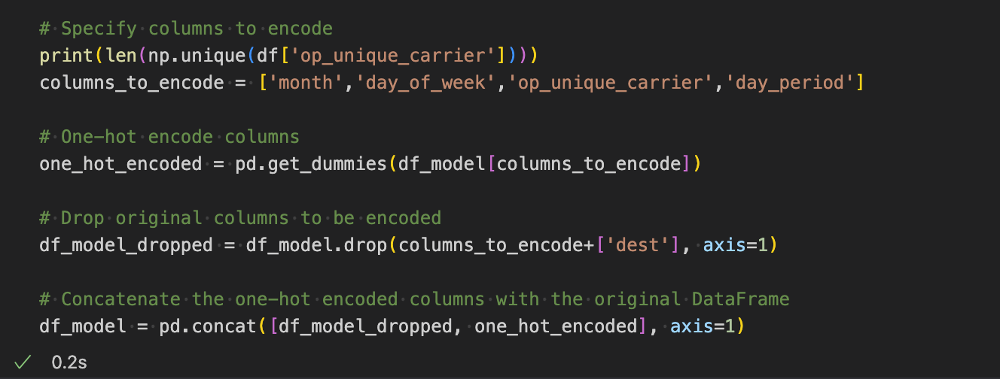 # Specify columns to encode
print(len(np.unique(df['op_unique_carrier'])))
columns_to_encode = ['month','day_of_week','op_unique_carrier','day_period']
# One-hot encode columns
one_hot_encoded = pd.get_dummies(df_model[columns_to_encode])
# Drop original columns to be encoded
df_model_dropped = df_model.drop(columns_to_encode+['dest'], axis=1)
# Concatenate the one-hot encoded columns with the original DataFrame
df_model = pd.concat([df_model_dropped, one_hot_encoded], axis=1)
✓ 0.2s